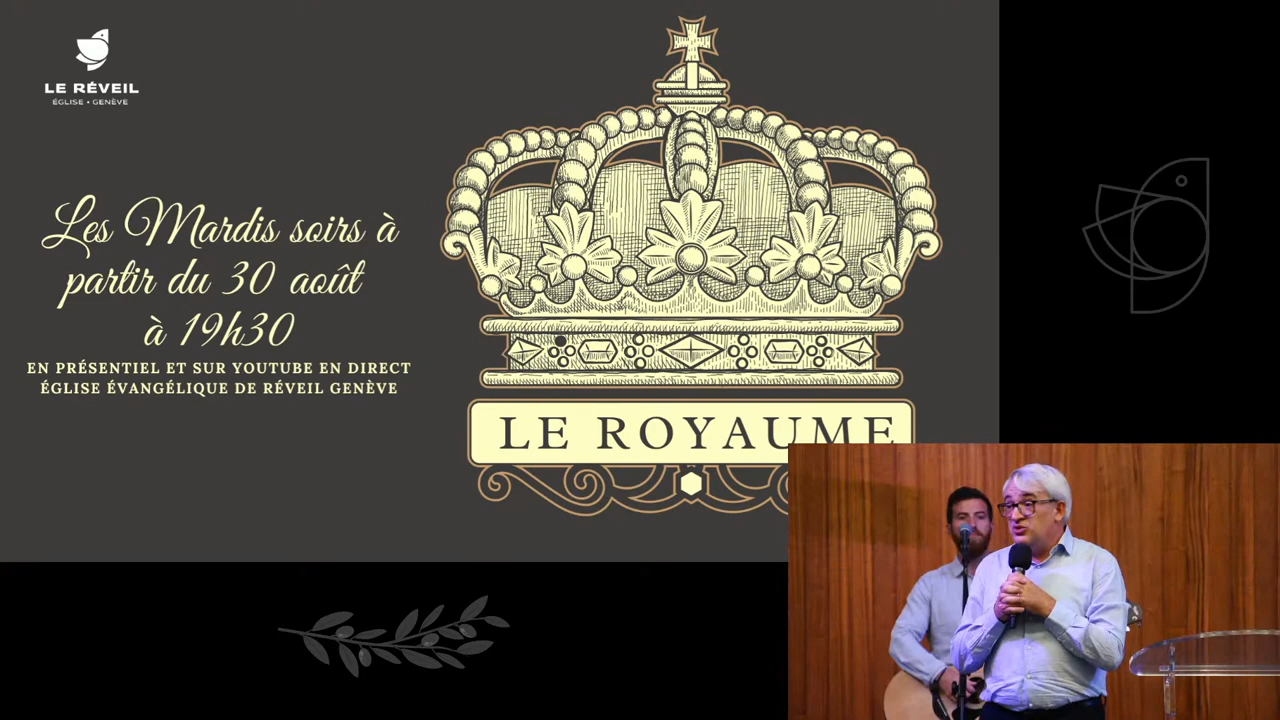 LE RÉVEIL
ÉGLISE • GENÈVE
Les Mardis soirs à
partir du 30 août
à 19h30
EN PRÉSENTIEL ET SUR YOUTUBE EN DIRECT
ÉGLISE ÉVANGÉLIQUE DE RÉVEIL GENÈVE
LE ROYAUME